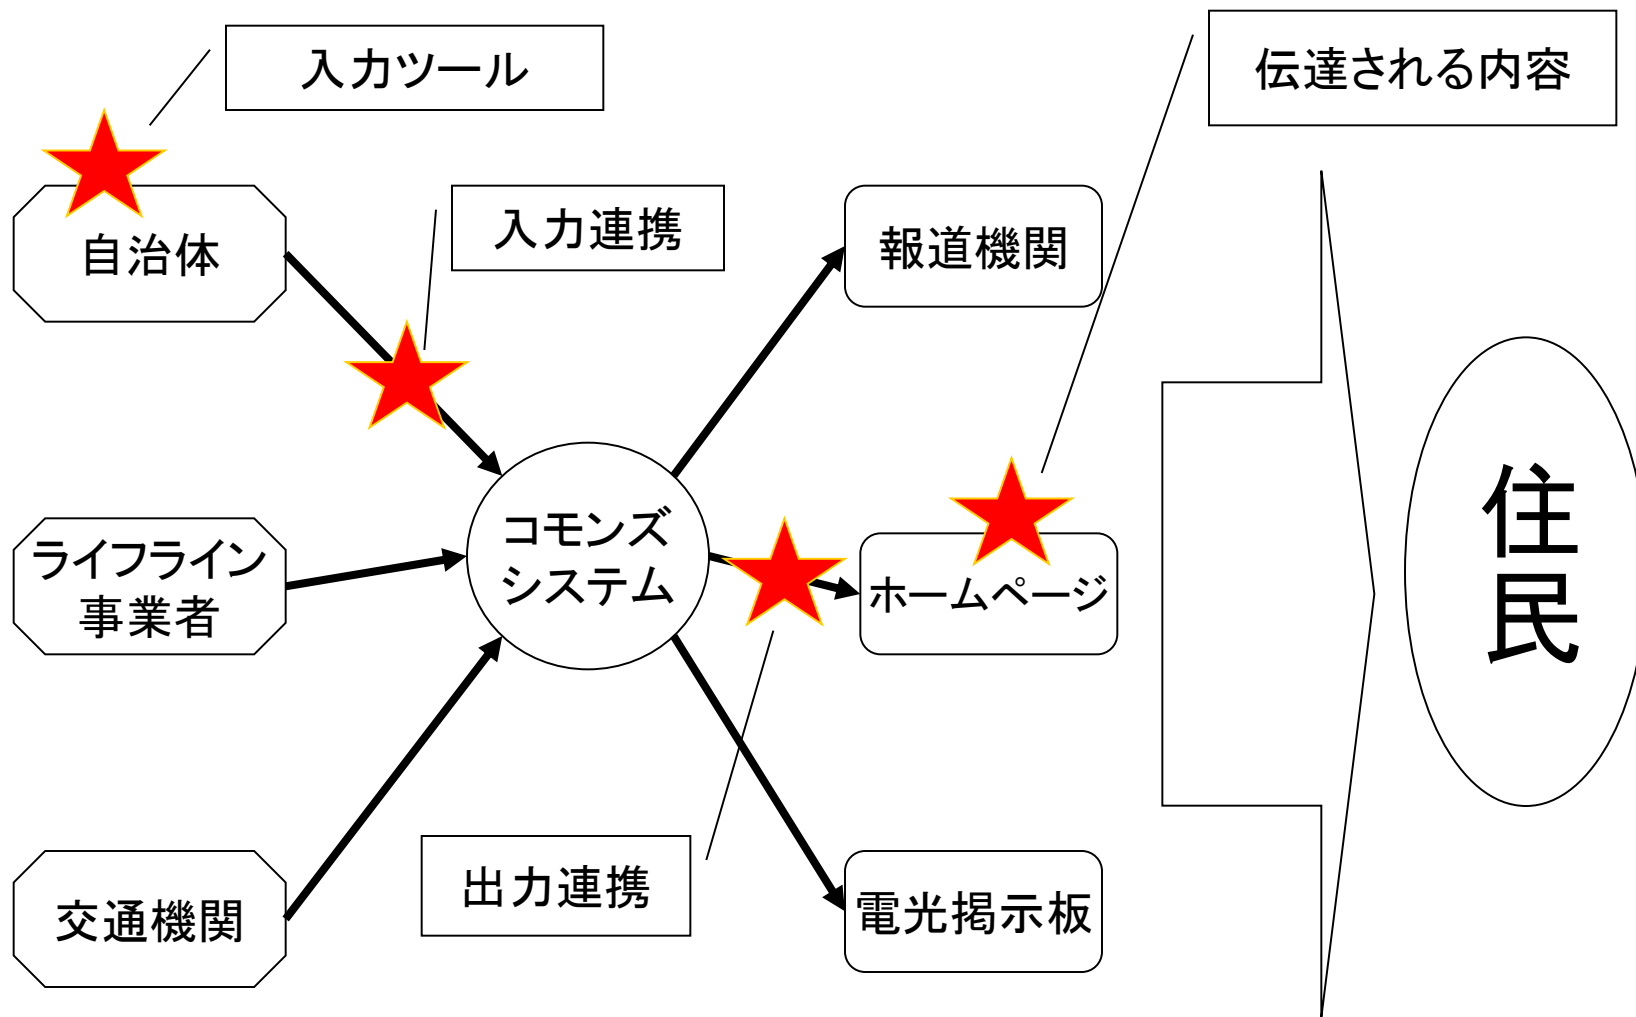 入力ツール
伝達される内容
自治体
入力連携
報道機関
ライフライン
事業者
コモンズ
システム
ホームページ
住
民
交通機関
出力連携
電光掲示板